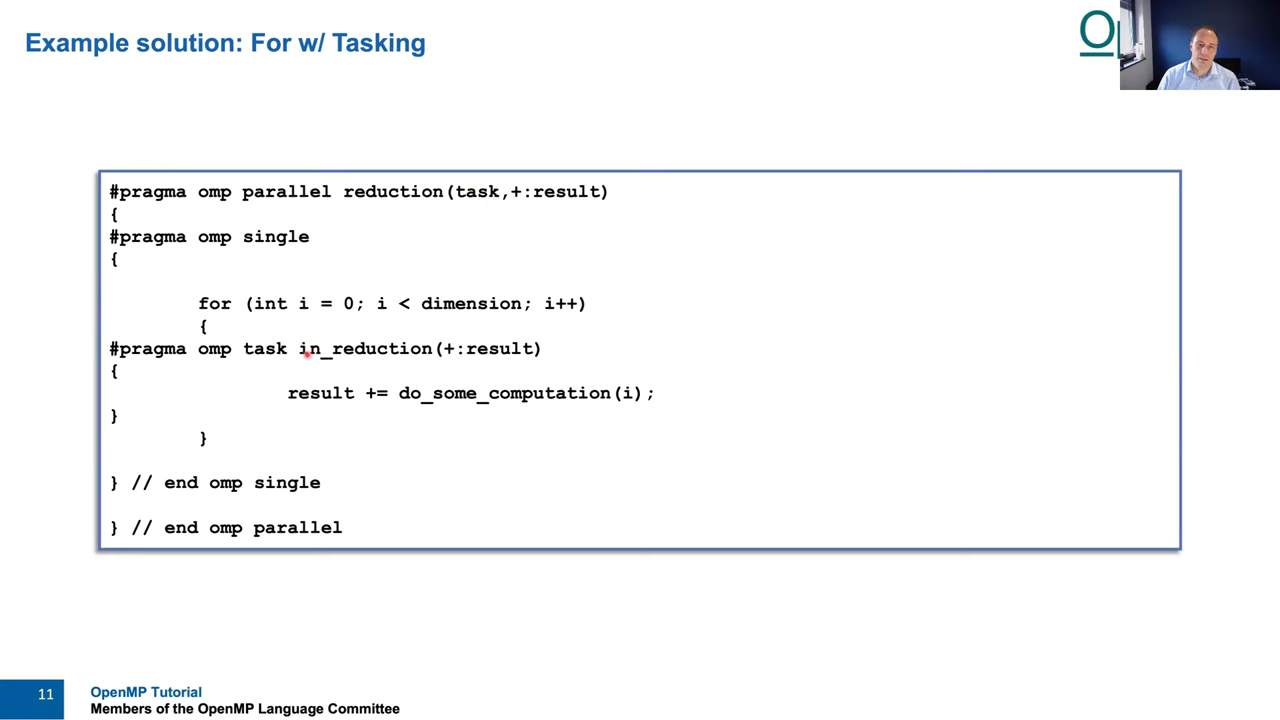 Example solution: For w/ Tasking
O
#pragma omp parallel reduction(task,+:result)
{
#pragma omp single
{
for (int i = 0; i < dimension; i++)
{
#pragma omp task in_reduction(+:result)
{
result += do_some_computation(i);
}
}
} // end omp single
} // end omp parallel
11
OpenMP Tutorial
Members of the OpenMP Language Committee